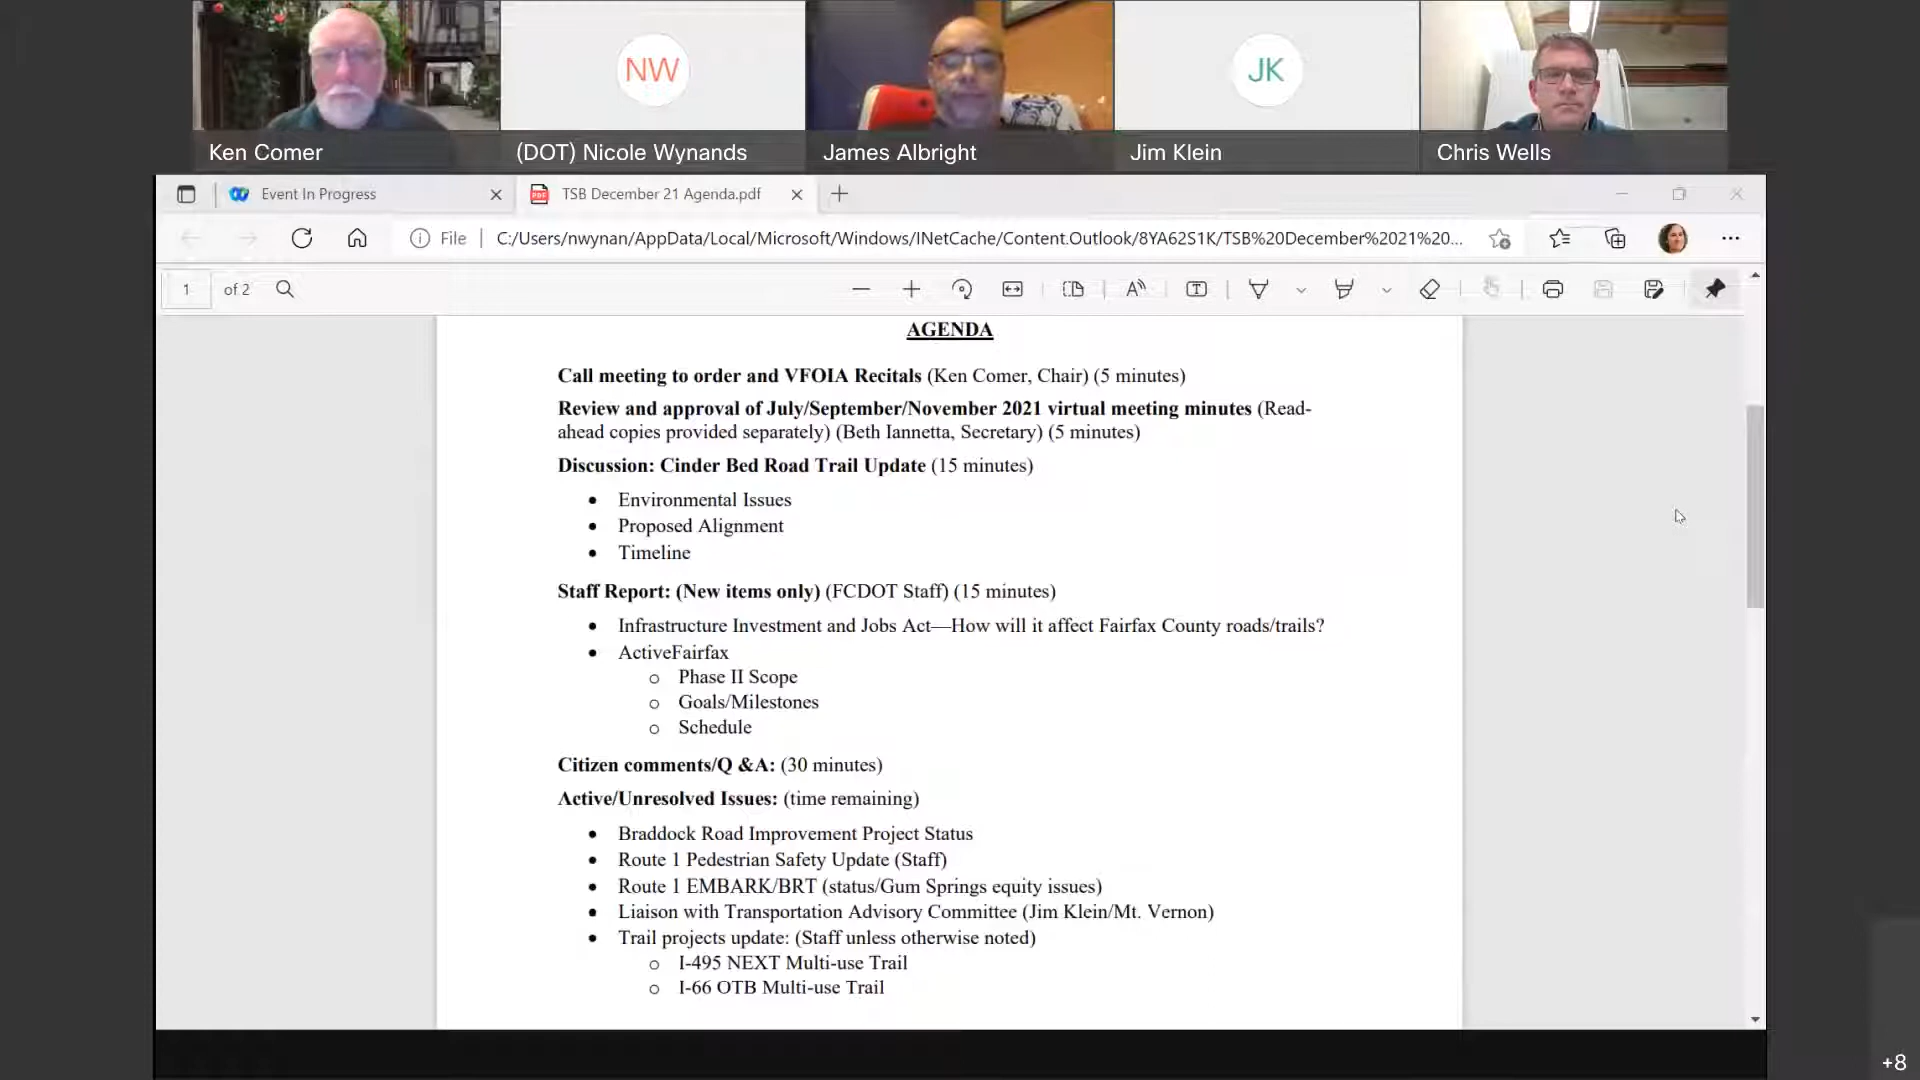 NW
JK
Ken Comer
(DOT) Nicole Wynands
James Albright
Jim Klein
Chris Wells
Event In Progress
PDF
TSB December 21 Agenda.pdf
File
C:/Users/nwynan/AppData/Local/Microsoft/Windows/INetCache/Content.Outlook/8YA62S1K/TSB%20December%2021%20...
1
of 2
AGENDA
Call meeting to order and VFOIA Recitals (Ken Comer, Chair) (5 minutes)
Review and approval of July/September/November 2021 virtual meeting minutes (Read-
ahead copies provided separately) (Beth Iannetta, Secretary) (5 minutes)
Discussion: Cinder Bed Road Trail Update (15 minutes)
• Environmental Issues
• Proposed Alignment
• Timeline
Staff Report: (New items only) (FCDOT Staff) (15 minutes)
• Infrastructure Investment and Jobs Act—How will it affect Fairfax County roads/trails?
• ActiveFairfax
o Phase II Scope
o Goals/Milestones
o Schedule
Citizen comments/Q &A: (30 minutes)
Active/Unresolved Issues: (time remaining)
• Braddock Road Improvement Project Status
• Route 1 Pedestrian Safety Update (Staff)
• Route 1 EMBARK/BRT (status/Gum Springs equity issues)
• Liaison with Transportation Advisory Committee (Jim Klein/Mt. Vernon)
• Trail projects update: (Staff unless otherwise noted)
o I-495 NEXT Multi-use Trail
o I-66 OTB Multi-use Trail
+8